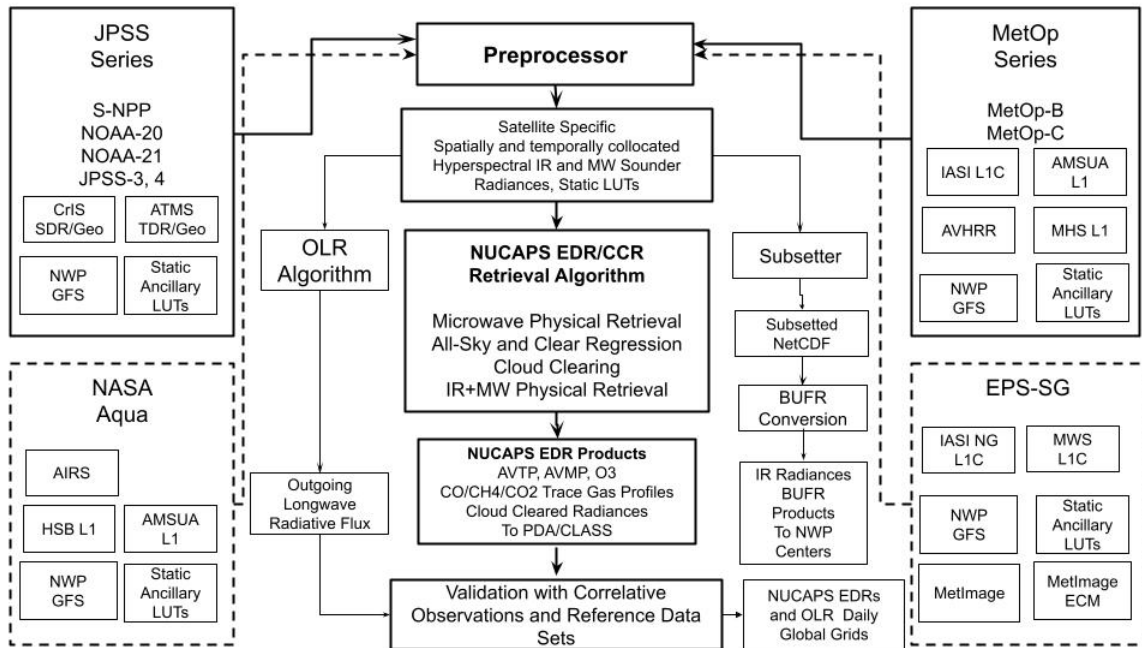 JPSS
Series
S-NPP
NOAA-20
NOAA-21
JPSS-3, 4
CrIS
SDR/Geo
ATMS
TDR/Geo
NWP
GFS
Static
Ancillary
LUTs
NASA
Aqua
AIRS
HSB L1
AMSUA
L1
NWP
GFS
Static
Ancillary
LUTs
Preprocessor
Satellite Specific
Spatially and temporally collocated
Hyperspectral IR and MW Sounder
Radiances, Static LUTs
OLR
Algorithm
Outgoing
Longwave
Radiative Flux
NUCAPS EDR/CCR
Retrieval Algorithm
Microwave Physical Retrieval
All-Sky and Clear Regression
Cloud Clearing
IR+MW Physical Retrieval
NUCAPS EDR Products
AVTP, AVMP, O3
CO/CH4/CO2 Trace Gas Profiles
Cloud Cleared Radiances
To PDA/CLASS
Validation with Correlative
Observations and Reference Data
Sets
Subsetter
Subsetted
NetCDF
BUFR
Conversion
IR Radiances
BUFR
Products
To NWP
Centers
NUCAPS EDRs
and OLR Daily
Global Grids
MetOp
Series
MetOp-B
MetOp-C
IASI L1C
AMSUA
L1
AVHRR
MHS L1
NWP
GFS
Static
Ancillary
LUTs
EPS-SG
IASI NG
L1C
MWS
L1C
NWP
GFS
Static
Ancillary
LUTs
MetImage
MetImage
ECM